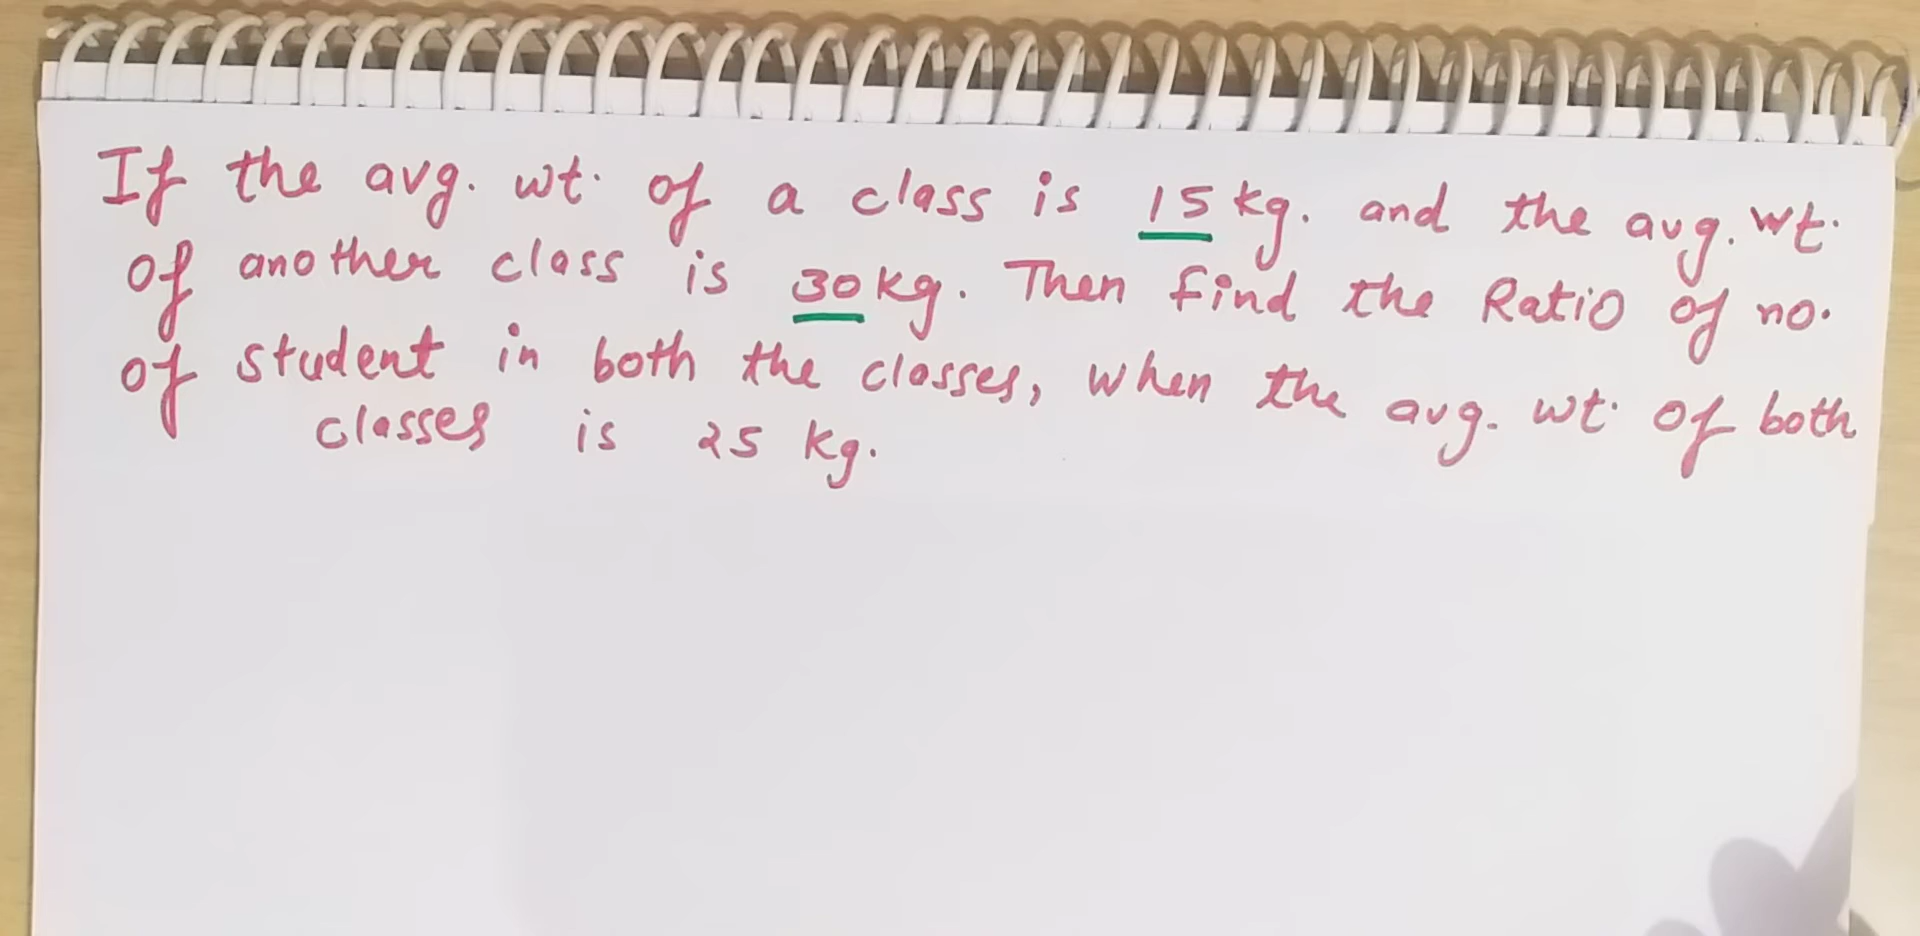 If the avg. wt. of a class is 15 kg. and the avg. wt.
of another class is 30 kg. Then find the Ratio of no.
of student in both the classes, when the avg. wt. of both
classes is 25 kg.